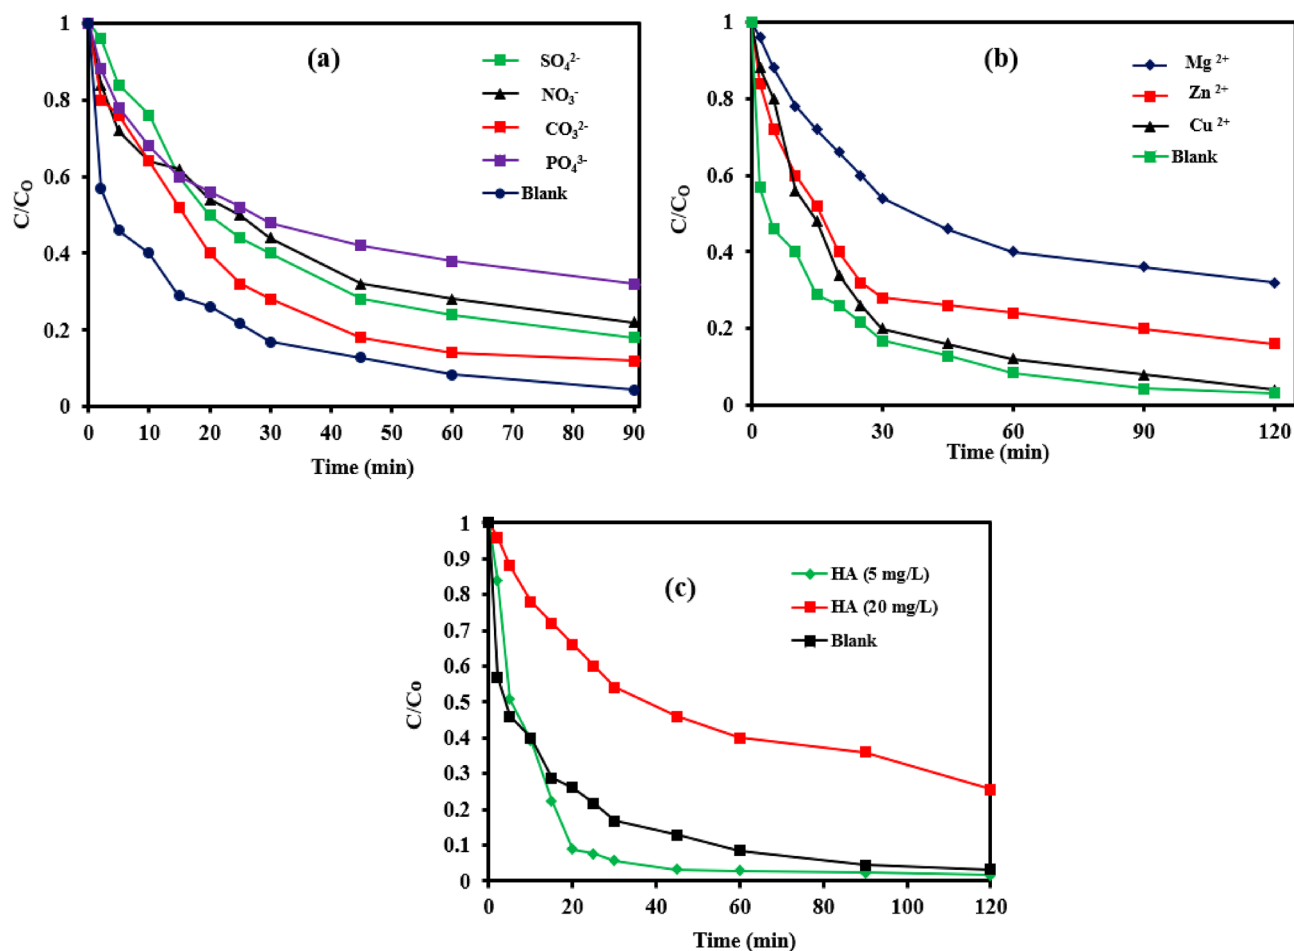 (a)
SO₄²⁻
NO₃⁻
CO₃²⁻
PO₄³⁻
Blank
C/C₀
1
0.8
0.6
0.4
0.2
0
0 10 20 30 40 50 60 70 80 90
Time (min)
(b)
Mg ²⁺
Zn ²⁺
Cu ²⁺
Blank
C/C₀
1
0.8
0.6
0.4
0.2
0
0 30 60 90 120
Time (min)
(c)
HA (5 mg/L)
HA (20 mg/L)
Blank
C/Co
1
0.9
0.8
0.7
0.6
0.5
0.4
0.3
0.2
0.1
0
0 20 40 60 80 100 120
Time (min)